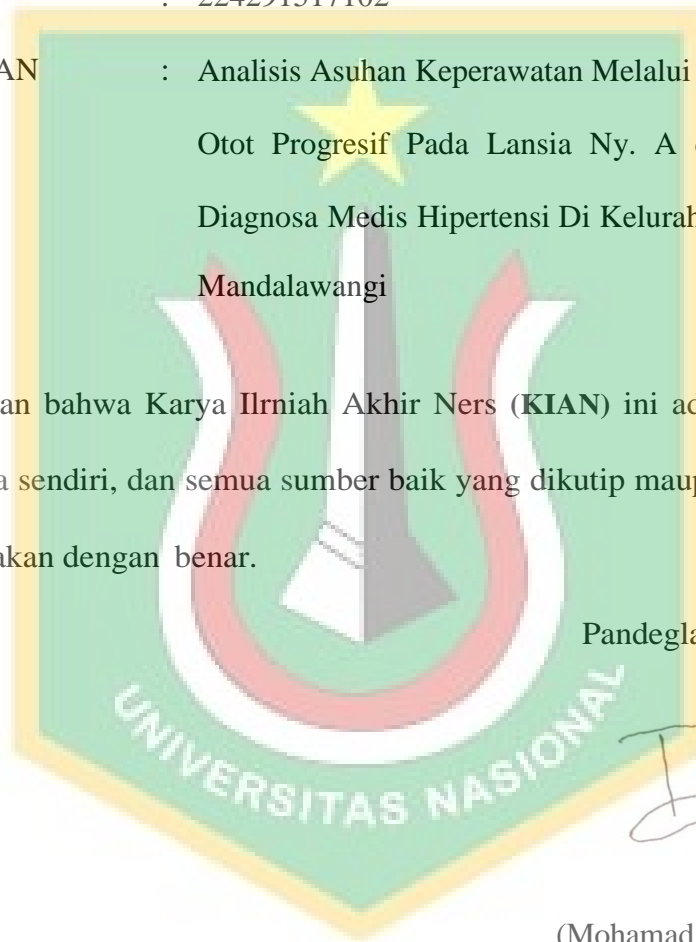 : 224291517102
AN : Analisis Asuhan Keperawatan Melalui
Otot Progresif Pada Lansia Ny. A
Diagnosa Medis Hipertensi Di Kelurah
Mandalawangi
an bahwa Karya Ilrniah Akhir Ners (KIAN) ini ad
a sendiri, dan semua sumber baik yang dikutip maup
akan dengan benar.
Pandegla
UNIVERSITAS NASIONAL
(Mohamad